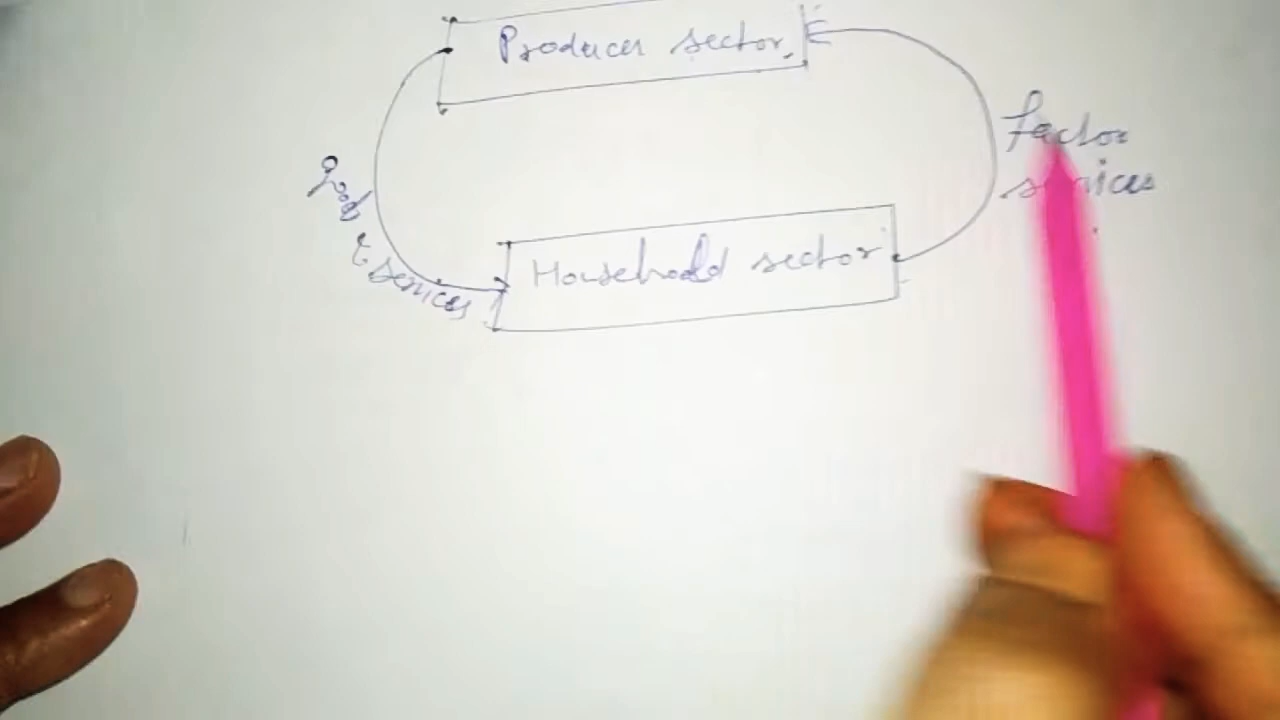 Producer sector
factor
services
goods
& services
Household sector